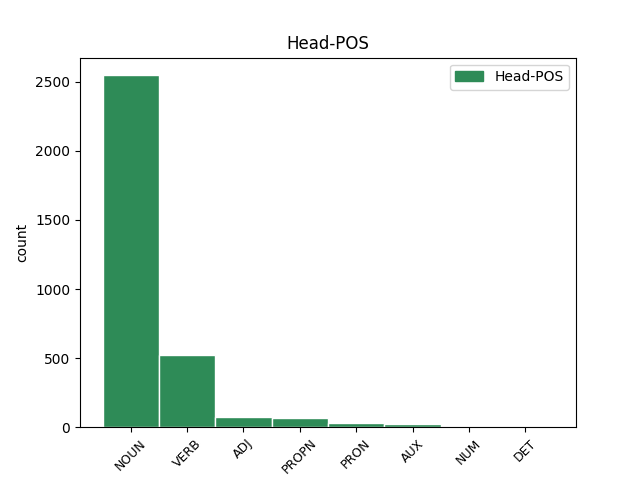 Head-POS
Head-POS
2500
2000
1500
1000
500
0
count
NOUN
VERB
ADJ
PROPN
PRON
AUX
NUM
DET